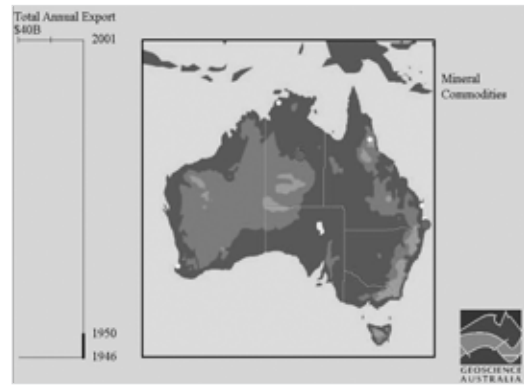 Total Annual Export
$40B
2001
Mineral
Commodities
1950
1946
GEOSCIENCE
AUSTRALIA